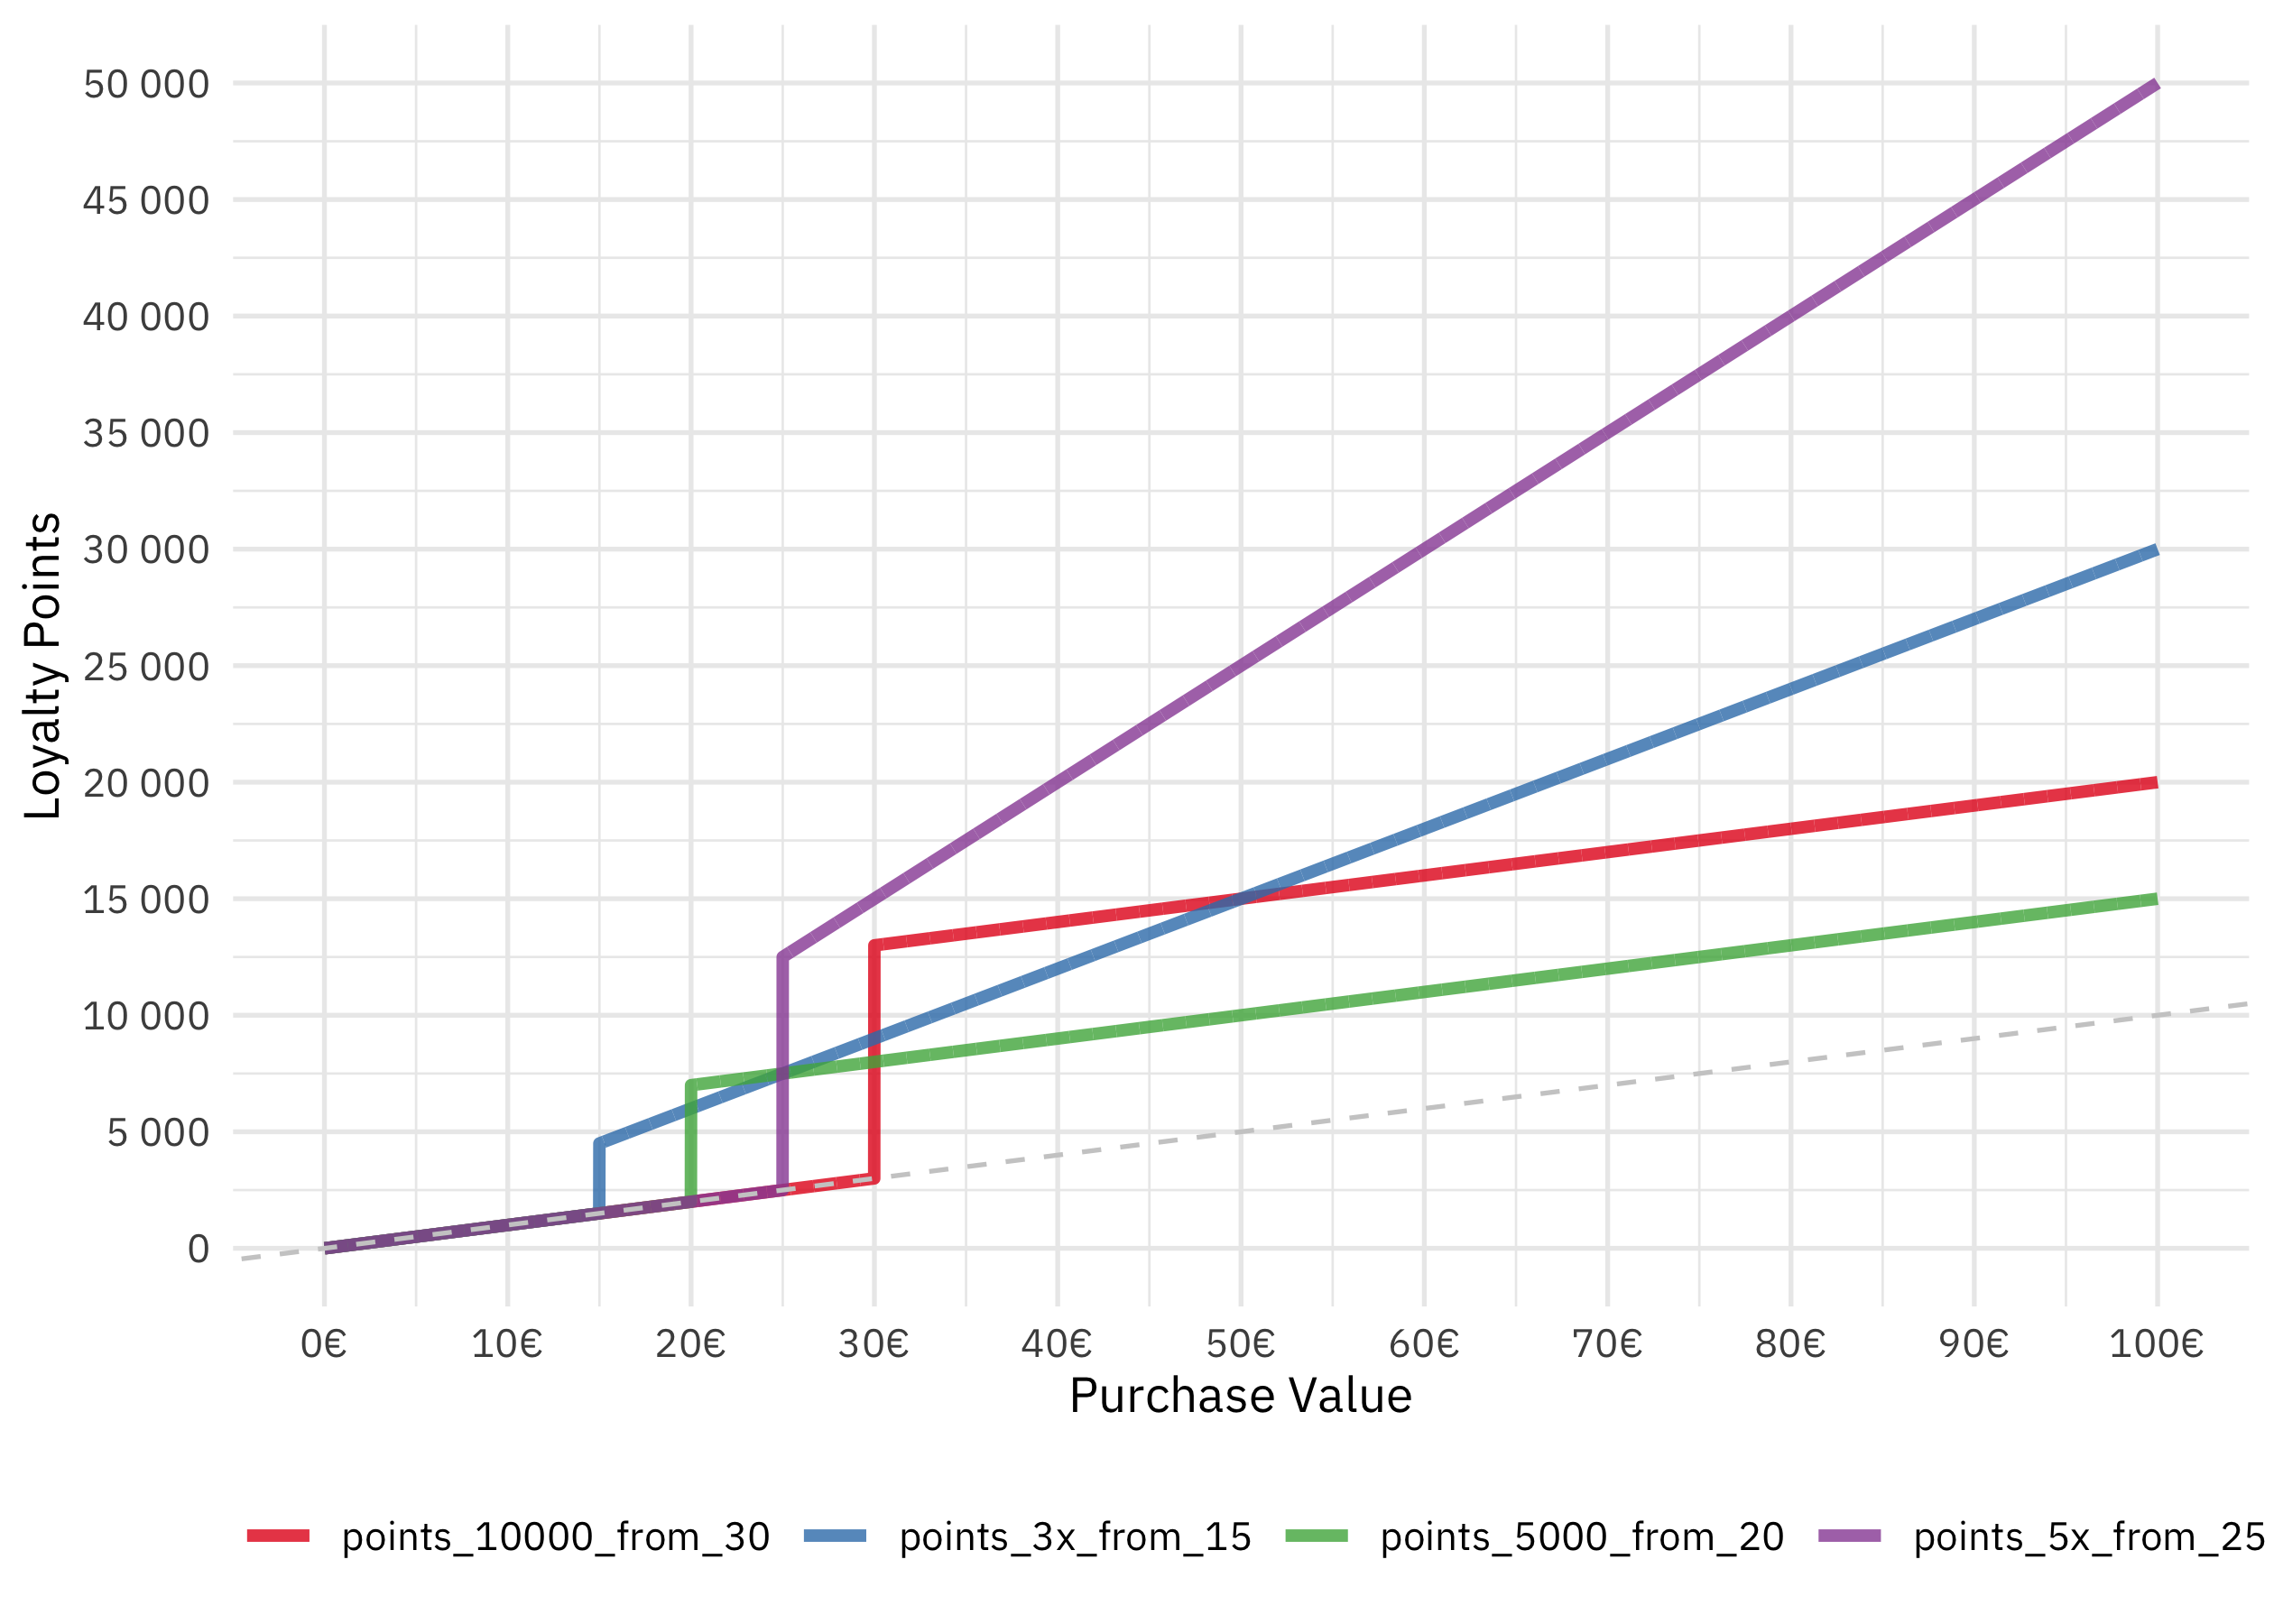 50 000
45 000
40 000
35 000
30 000
25 000
20 000
15 000
10 000
5 000
0
Loyalty Points
0€ 10€ 20€ 30€ 40€ 50€ 60€ 70€ 80€ 90€ 100€
Purchase Value
points_10000_from_30 points_3x_from_15 points_5000_from_20 points_5x_from_25